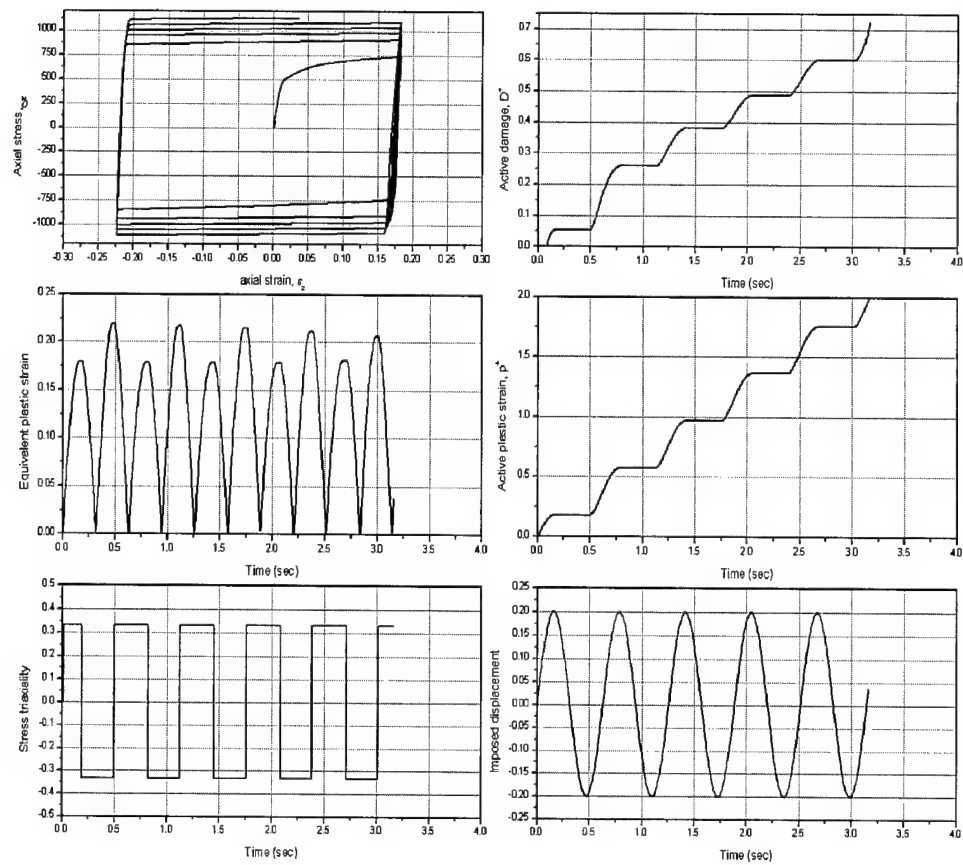 Axial stress, σ
1000
750
500
250
0
-250
-500
-750
-1000
-0.30 -0.25 -0.20 -0.15 -0.10 -0.05 0.00 0.05 0.10 0.15 0.20 0.25 0.30
axial strain, εz
Active damage, D+
0.7
0.6
0.5
0.4
0.3
0.2
0.1
0.0
0.0 0.5 1.0 1.5 2.0 2.5 3.0 3.5 4.0
Time (sec)
Equivalent plastic strain
0.25
0.20
0.15
0.10
0.05
0.00
0.0 0.5 1.0 1.5 2.0 2.5 3.0 3.5 4.0
Time (sec)
Active plastic strain, p+
2.0
1.5
1.0
0.5
0.0
0.0 0.5 1.0 1.5 2.0 2.5 3.0 3.5 4.0
Time (sec)
Stress triaxiality
0.5
0.4
0.3
0.2
0.1
0.0
-0.1
-0.2
-0.3
-0.4
-0.5
0.0 0.5 1.0 1.5 2.0 2.5 3.0 3.5 4.0
Time (sec)
Imposed displacement
0.25
0.20
0.15
0.10
0.05
0.00
-0.05
-0.10
-0.15
-0.20
-0.25
0.0 0.5 1.0 1.5 2.0 2.5 3.0 3.5 4.0
Time (sec)